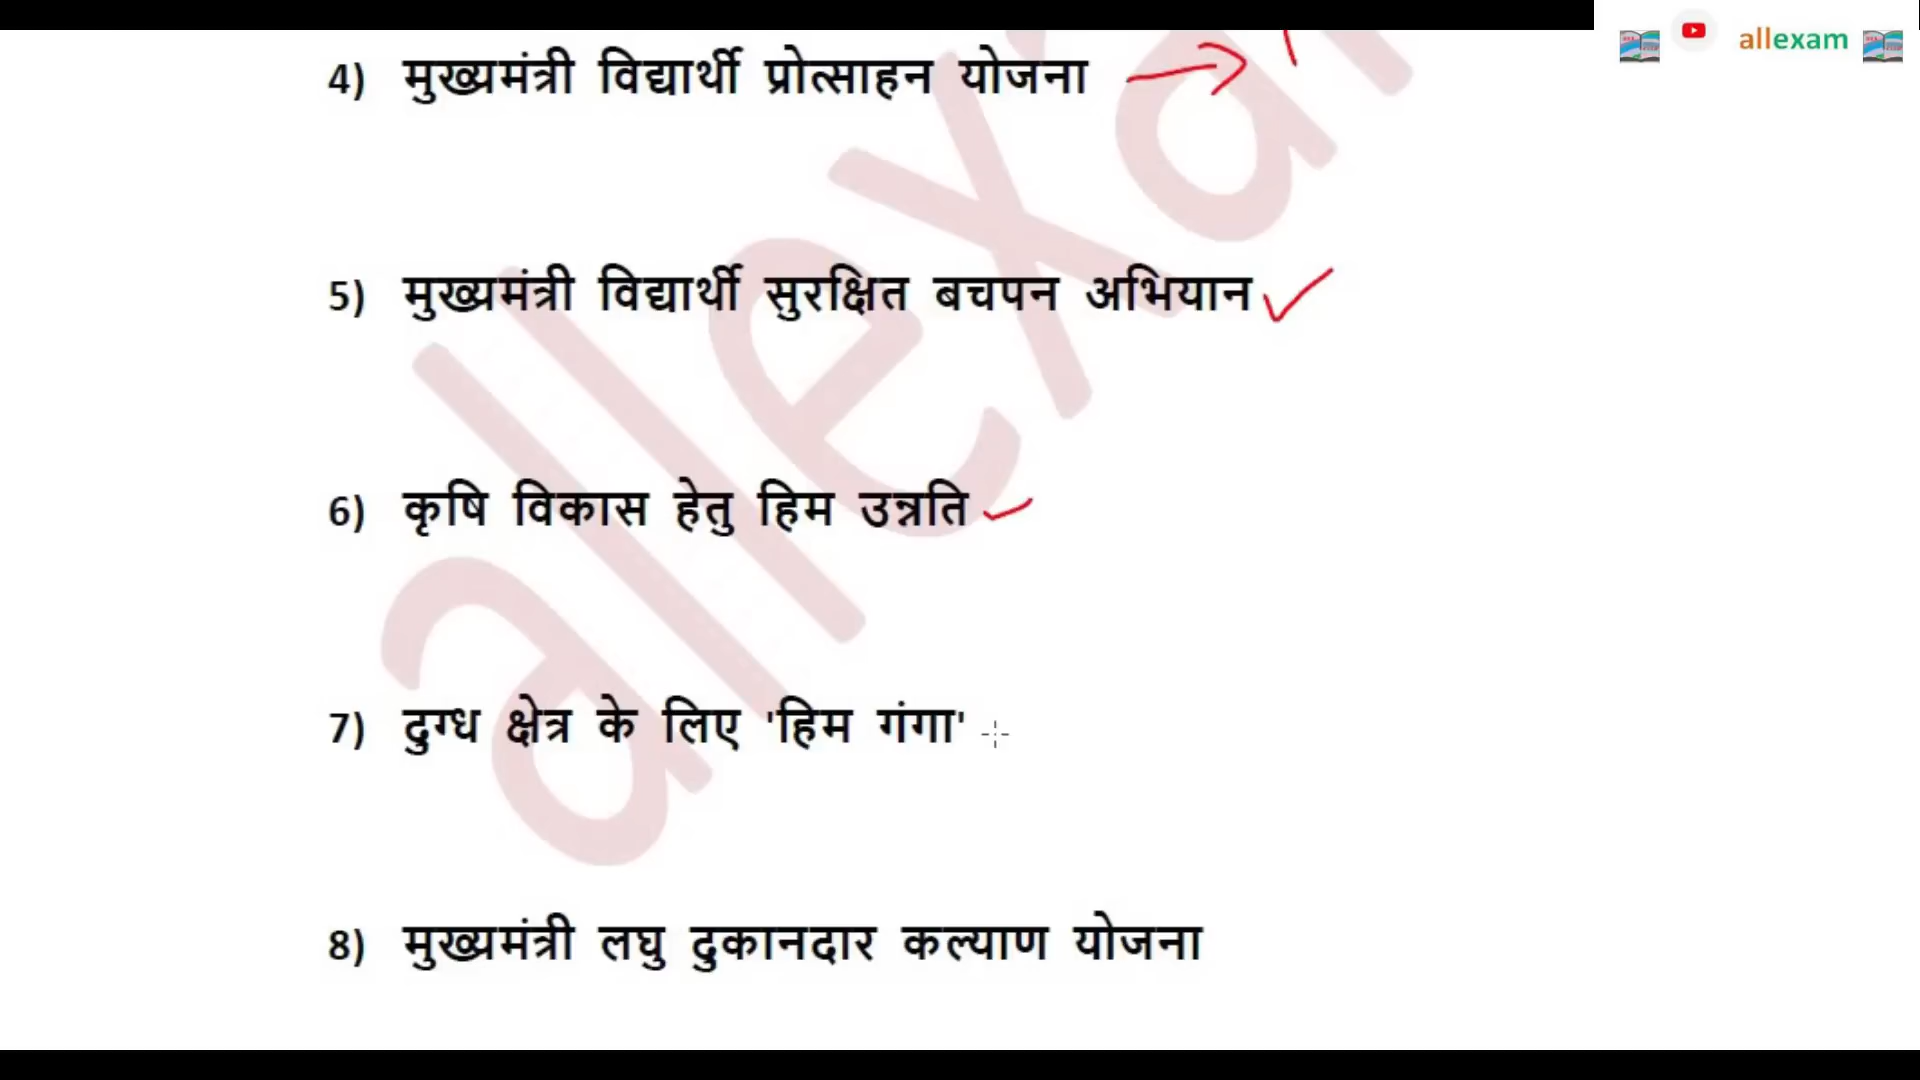 allexam
4) मुख्यमंत्री विद्यार्थी प्रोत्साहन योजना
5) मुख्यमंत्री विद्यार्थी सुरक्षित बचपन अभियान
6) कृषि विकास हेतु हिम उन्नति
7) दुग्ध क्षेत्र के लिए 'हिम गंगा'
8) मुख्यमंत्री लघु दुकानदार कल्याण योजना
allexa